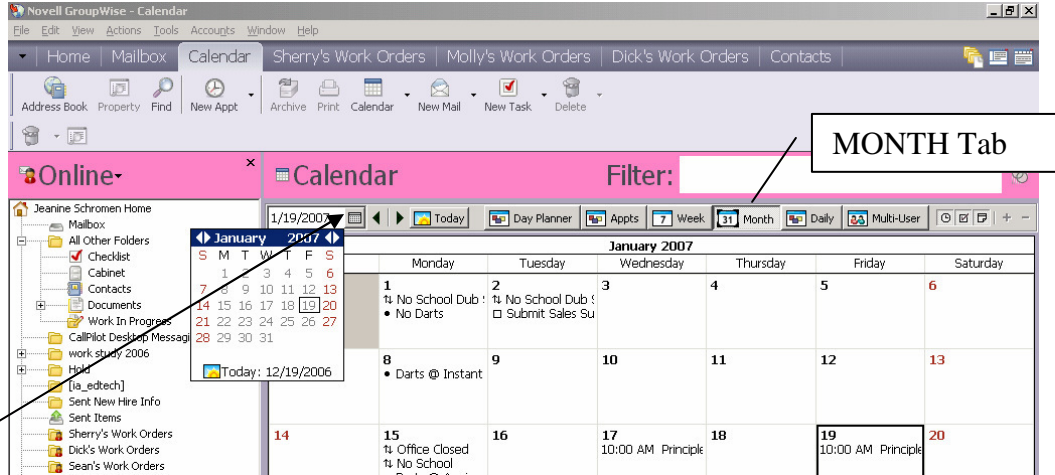 Novell GroupWise - Calendar
File Edit View Actions Tools Accounts Window Help
Home Mailbox Calendar Sherry's Work Orders Molly's Work Orders Dick's Work Orders Contacts
Address Book Property Find New Appt Archive Print Calendar New Mail New Task Delete
MONTH Tab
Online
Calendar
Filter:
Jeanine Schromen Home
Mailbox
All Other Folders
Checklist
Cabinet
Contacts
Documents
Work In Progress
CallPilot Desktop Messagi
work study 2006
Hold
[ia_edtech]
Sent New Hire Info
Sent Items
Sherry's Work Orders
Dick's Work Orders
Sean's Work Orders
1/19/2007 Today Day Planner Appts 7 Week 31 Month Daily 23 Multi-User
January 2007
S M T W T F S
1 2 3 4 5 6
7 8 9 10 11 12 13
14 15 16 17 18 19 20
21 22 23 24 25 26 27
28 29 30 31
Today: 12/19/2006
January 2007
Monday Tuesday Wednesday Thursday Friday Saturday
1 2 3 4 5 6
No School Dub No School Dub
No Darts Submit Sales Su
8 9 10 11 12 13
Darts @ Instant
14 15 16 17 18 19 20
Office Closed 10:00 AM Principle 10:00 AM Principle
No School